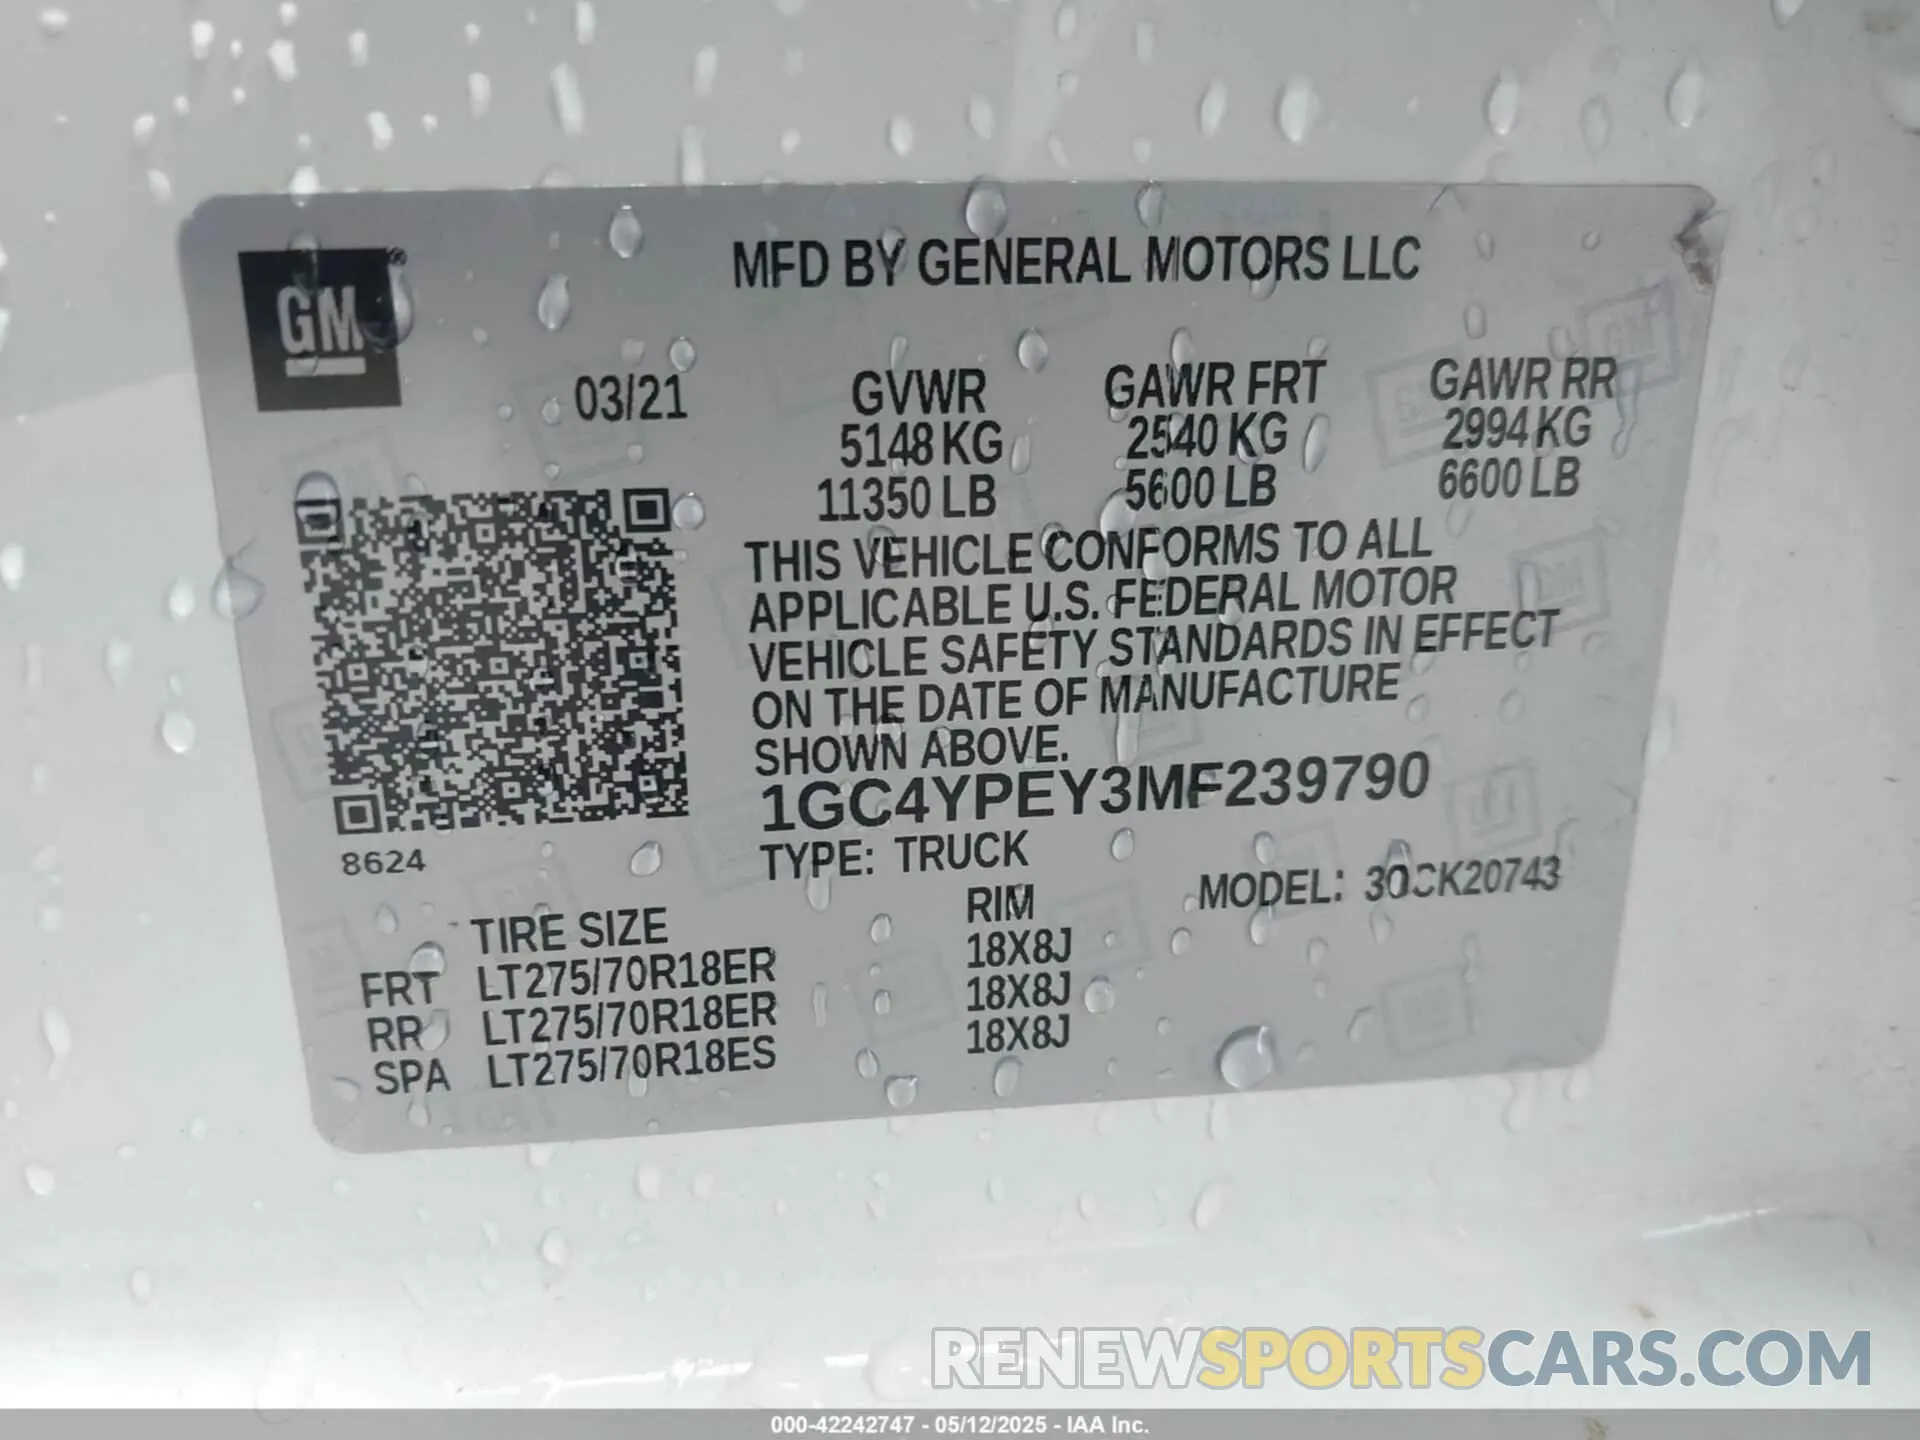 MFD BY GENERAL MOTORS LLC
GM®
03/21
GVWR GAWR FRT GAWR RR
5148 KG 2540 KG 2994 KG
11350 LB 5600 LB 6600 LB
THIS VEHICLE CONFORMS TO ALL
APPLICABLE U.S. FEDERAL MOTOR
VEHICLE SAFETY STANDARDS IN EFFECT
ON THE DATE OF MANUFACTURE
SHOWN ABOVE.
1GC4YPEY3MF239790
8624
TYPE: TRUCK MODEL: 30CK20743
TIRE SIZE RIM
FRT LT275/70R18ER 18X8J
RR LT275/70R18ER 18X8J
SPA LT275/70R18ES 18X8J
RENEWSPORTSCARS.COM
000-42242747 - 05/12/2025 - IAA Inc.